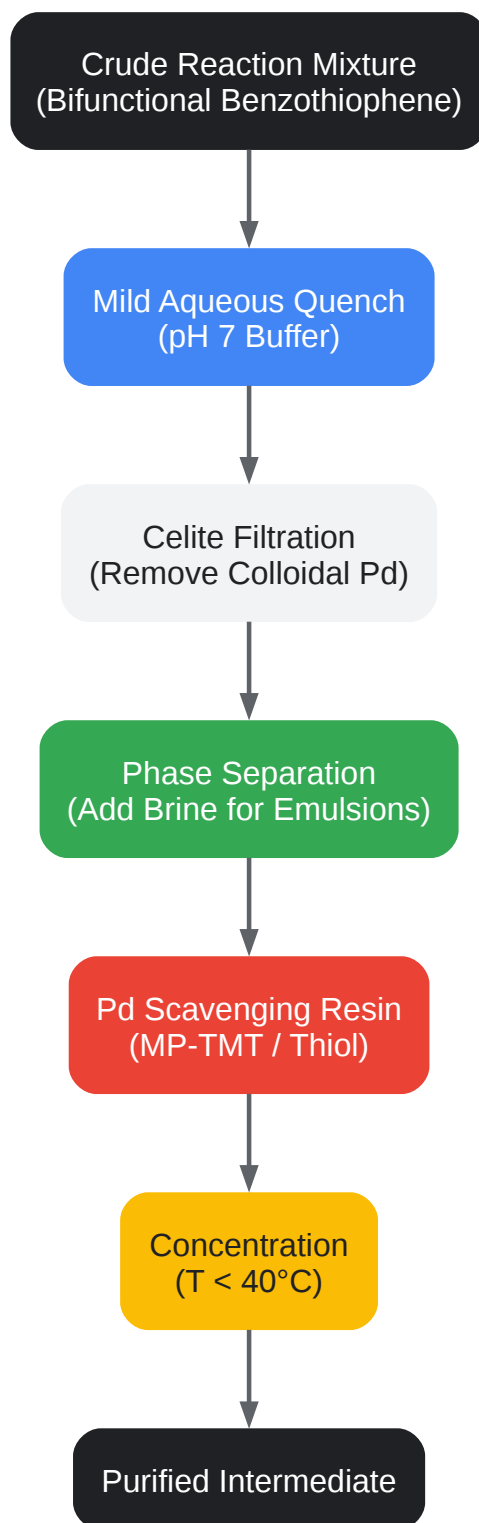 Crude Reaction Mixture
(Bifunctional Benzothiophene)
Mild Aqueous Quench
(pH 7 Buffer)
Celite Filtration
(Remove Colloidal Pd)
Phase Separation
(Add Brine for Emulsions)
Pd Scavenging Resin
(MP-TMT / Thiol)
Concentration
(T < 40°C)
Purified Intermediate